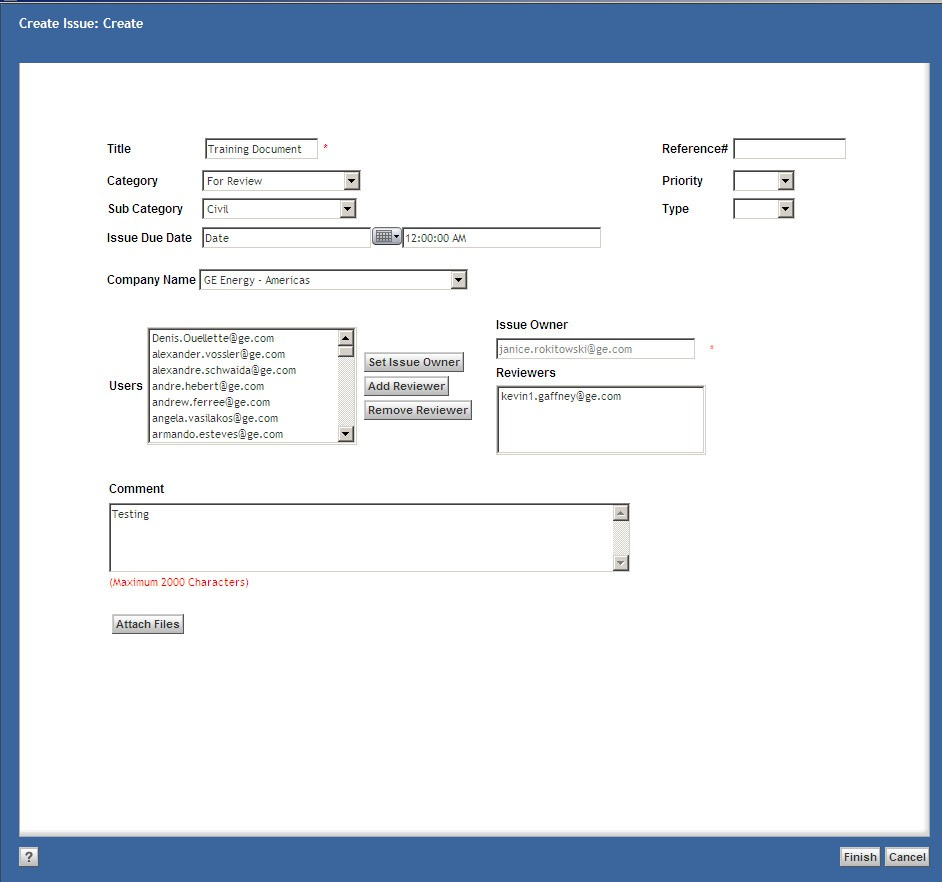 Create Issue: Create
Title Training Document * Reference#
Category For Review Priority
Sub Category Civil Type
Issue Due Date Date 12:00:00 AM
Company Name GE Energy - Americas
Issue Owner
janice.rokitowski@ge.com *
Reviewers
kevin1.gaffney@ge.com
Users
Denis.Ouellette@ge.com
alexander.vossler@ge.com
alexandre.schwaida@ge.com
andre.hebert@ge.com
andrew.ferree@ge.com
angela.vasilakos@ge.com
armando.esteves@ge.com
Set Issue Owner
Add Reviewer
Remove Reviewer
Comment
Testing
(Maximum 2000 Characters)
Attach Files
? Finish Cancel